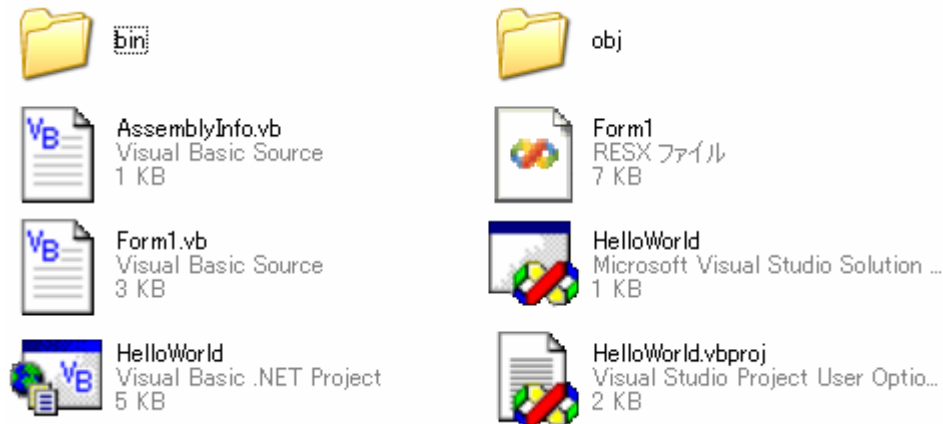 bin
obj
AssemblyInfo.vb
Visual Basic Source
1 KB
Form1
RESX ファイル
7 KB
Form1.vb
Visual Basic Source
3 KB
HelloWorld
Microsoft Visual Studio Solution ...
1 KB
HelloWorld
Visual Basic .NET Project
5 KB
HelloWorld.vbproj
Visual Studio Project User Optio...
2 KB